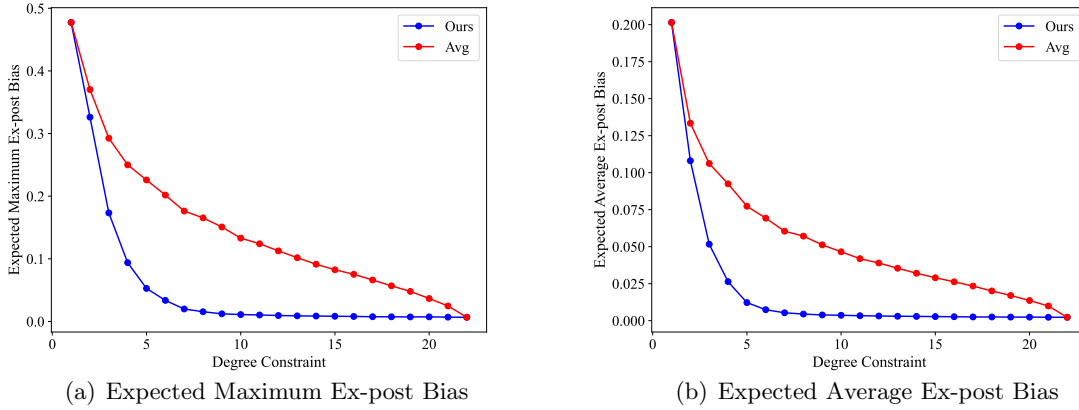 0.5
0.4
0.3
0.2
0.1
0.0
Expected Maximum Ex-post Bias
0
5
10
15
20
Degree Constraint
Ours
Avg
(a) Expected Maximum Ex-post Bias
0.200
0.175
0.150
0.125
0.100
0.075
0.050
0.025
0.000
Expected Average Ex-post Bias
0
5
10
15
20
Degree Constraint
Ours
Avg
(b) Expected Average Ex-post Bias